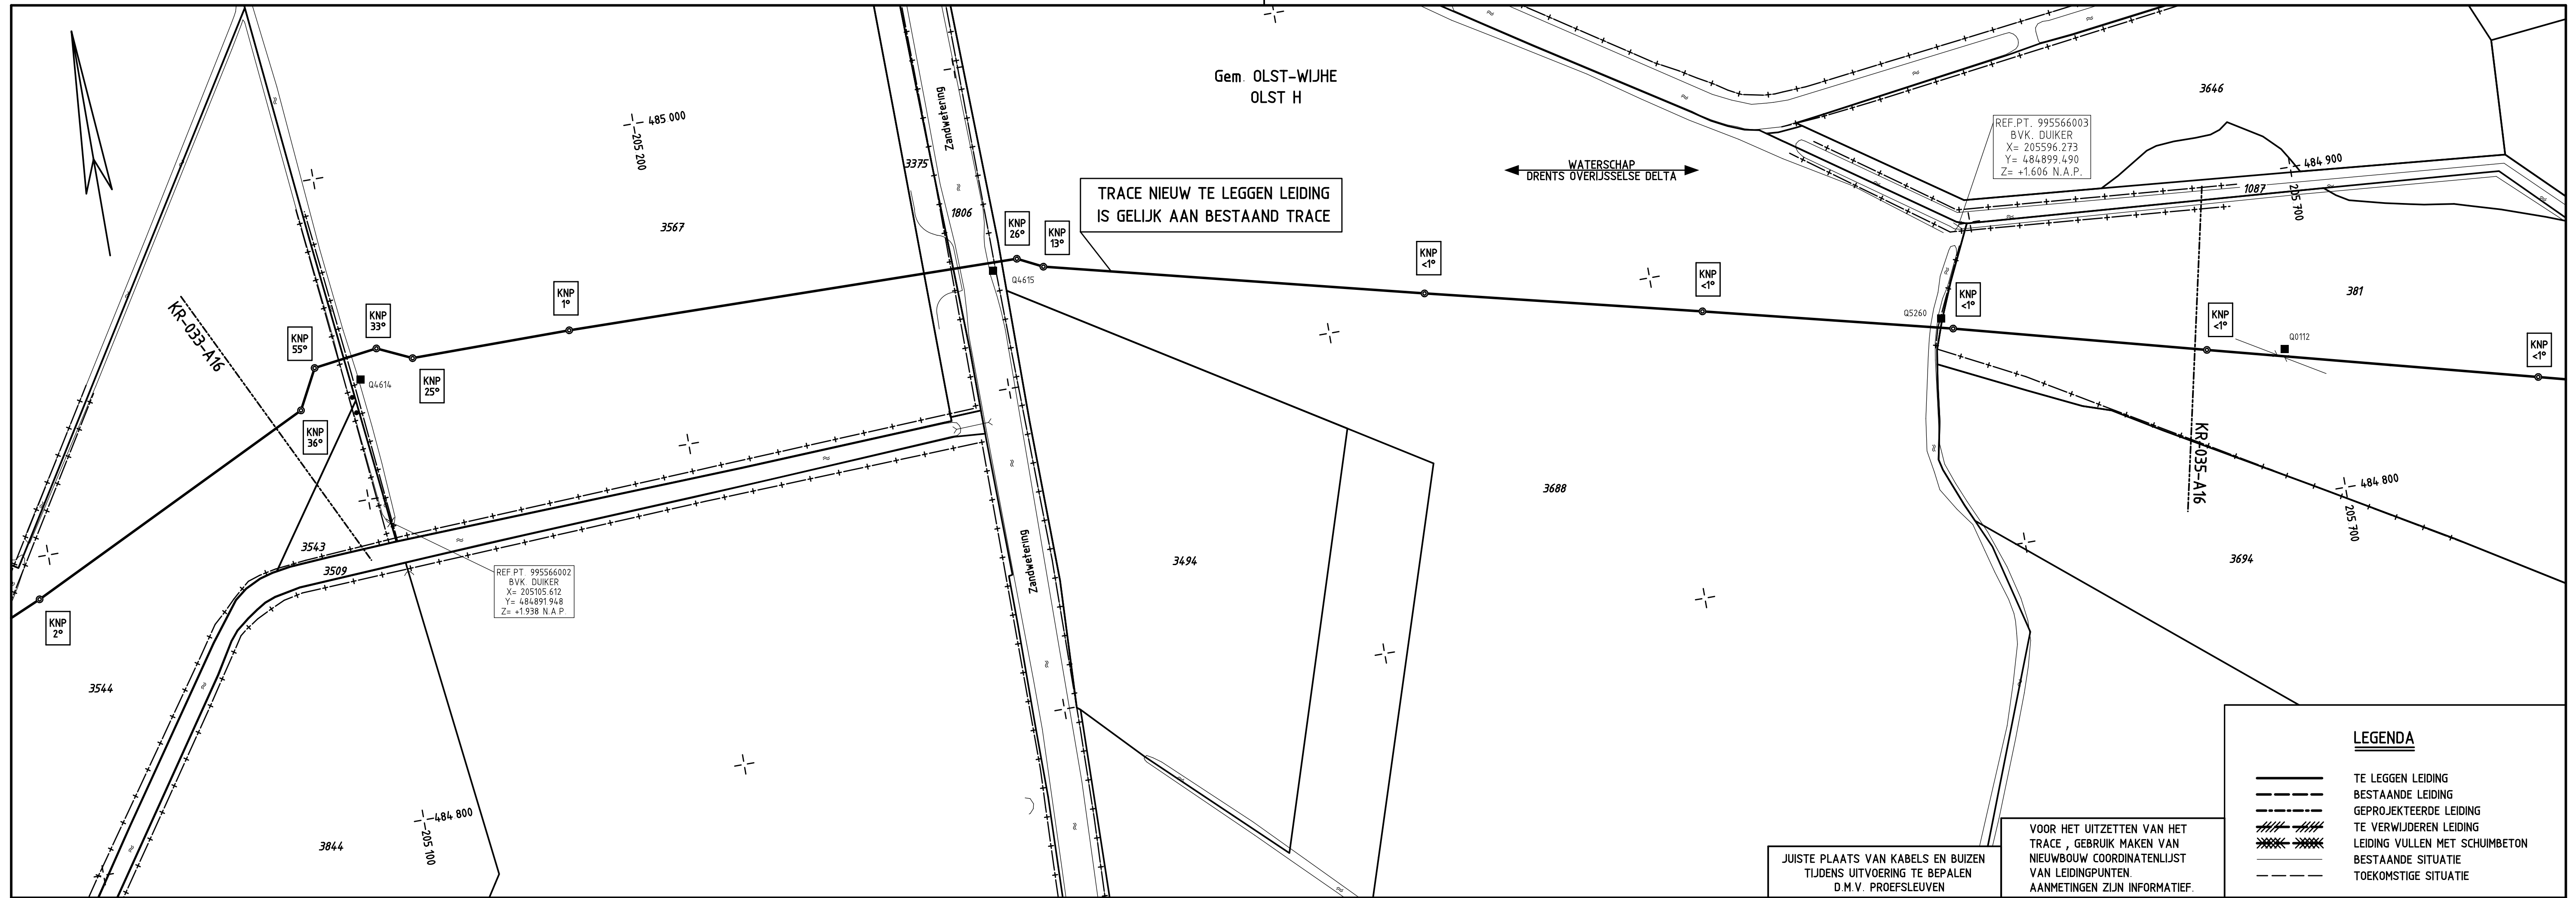 Gem. OLST-WIJHE
OLST H
485 000
205 200
Zandwetering
3375
1806
3567
3646
REF.PT. 995566003
BVK. DUIKER
X= 205596.273
Y= 484899.490
Z= +1.606 N.A.P.
WATERSCHAP
DRENTS OVERIJSSELSE DELTA
484 900
205 700
1087
TRACE NIEUW TE LEGGEN LEIDING
IS GELIJK AAN BESTAAND TRACE
KNP
26°
KNP
13°
KNP
<1°
KNP
<1°
KNP
<1°
KNP
<1°
KNP
<1°
KNP
1°
KNP
33°
KNP
55°
KNP
25°
KNP
36°
KNP
2°
Q4615
Q5260
Q0112
Q4614
381
KR-033-A16
KR-035-A16
484 800
205 700
3688
3494
3694
3543
3509
Zandwetering
REF.PT. 995566002
BVK. DUIKER
X= 205105.612
Y= 484891.948
Z= +1.938 N.A.P.
3544
3844
484 800
205 100
JUISTE PLAATS VAN KABELS EN BUIZEN
TIJDENS UITVOERING TE BEPALEN
D.M.V. PROEFSLEUVEN
VOOR HET UITZETTEN VAN HET
TRACE , GEBRUIK MAKEN VAN
NIEUWBOUW COORDINATENLIJST
VAN LEIDINGPUNTEN.
AANMETINGEN ZIJN INFORMATIEF.
LEGENDA
TE LEGGEN LEIDING
BESTAANDE LEIDING
GEPROJEKTEERDE LEIDING
TE VERWIJDEREN LEIDING
LEIDING VULLEN MET SCHUIMBETON
BESTAANDE SITUATIE
TOEKOMSTIGE SITUATIE